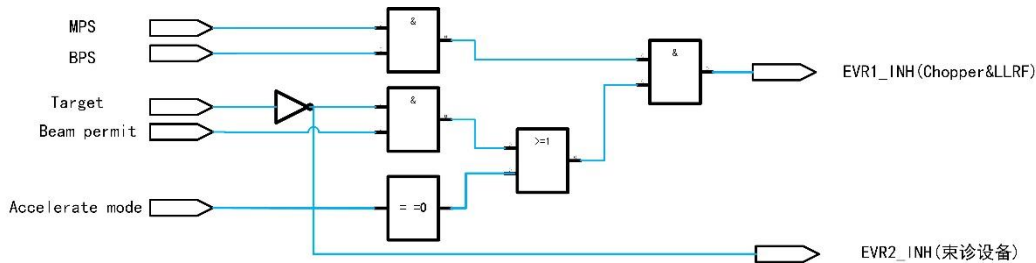 MPS
&
BPS
&
EVR1_INH(Chopper&LLRF)
Target
&
Beam permit
>=1
Accelerate mode
= =0
EVR2_INH(束诊设备)